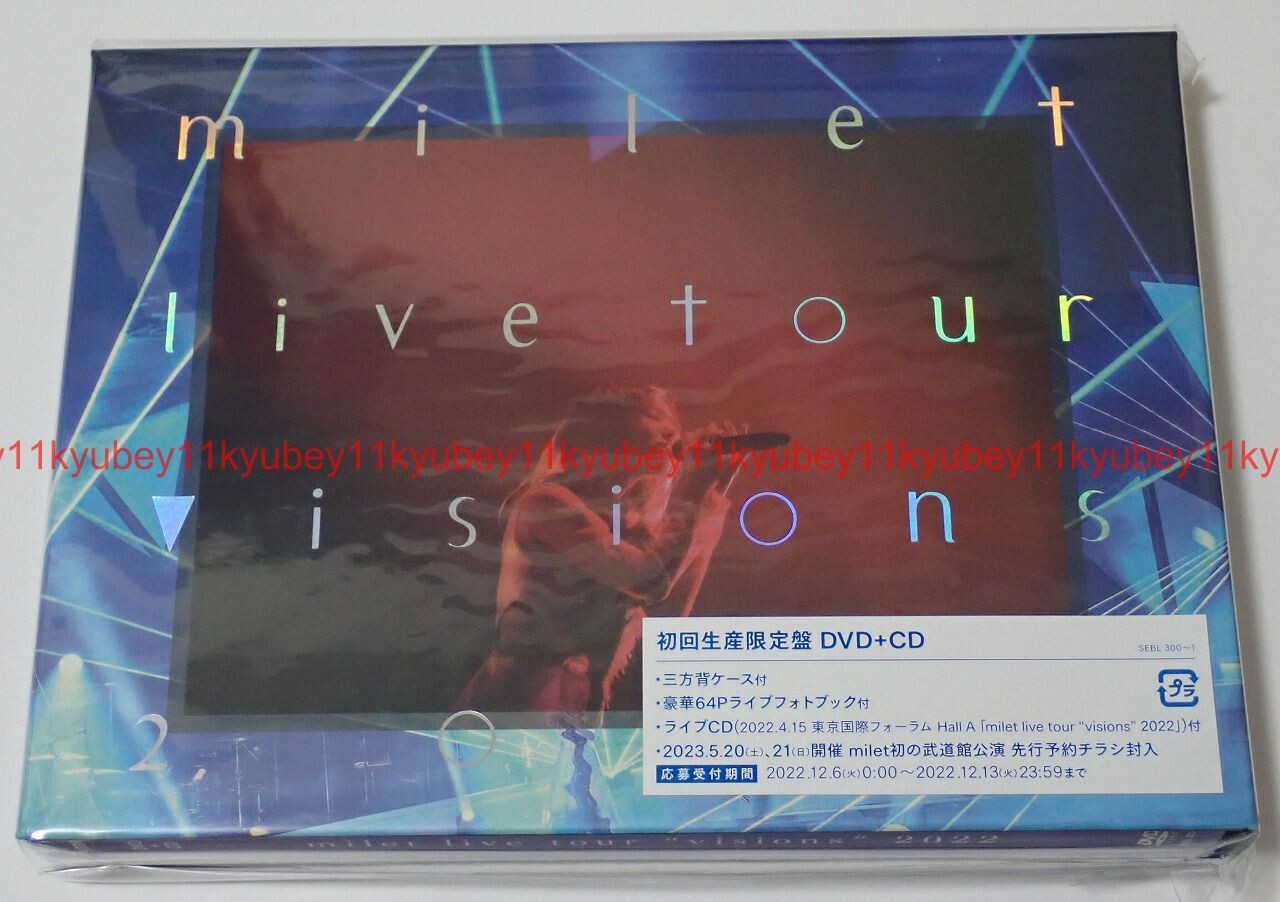 milet
live tour
y11kyubey11kyubey11kyubey11kyubey11kyubey11kyubey11kyubey11ky
visions
2
初回生産限定盤 DVD+CD
SEBL 300～1
・三方背ケース付
プラ
・豪華64Pライブフォトブック付
・ライブCD(2022.4.15 東京国際フォーラム Hall A「milet live tour "visions" 2022」)付
・2023.5.20(土)、21(日)開催 milet初の武道館公演 先行予約チラシ封入
応募受付期間 2022.12.6(火)0:00～2022.12.13(火)23:59まで
milet live tour "visions" 2022